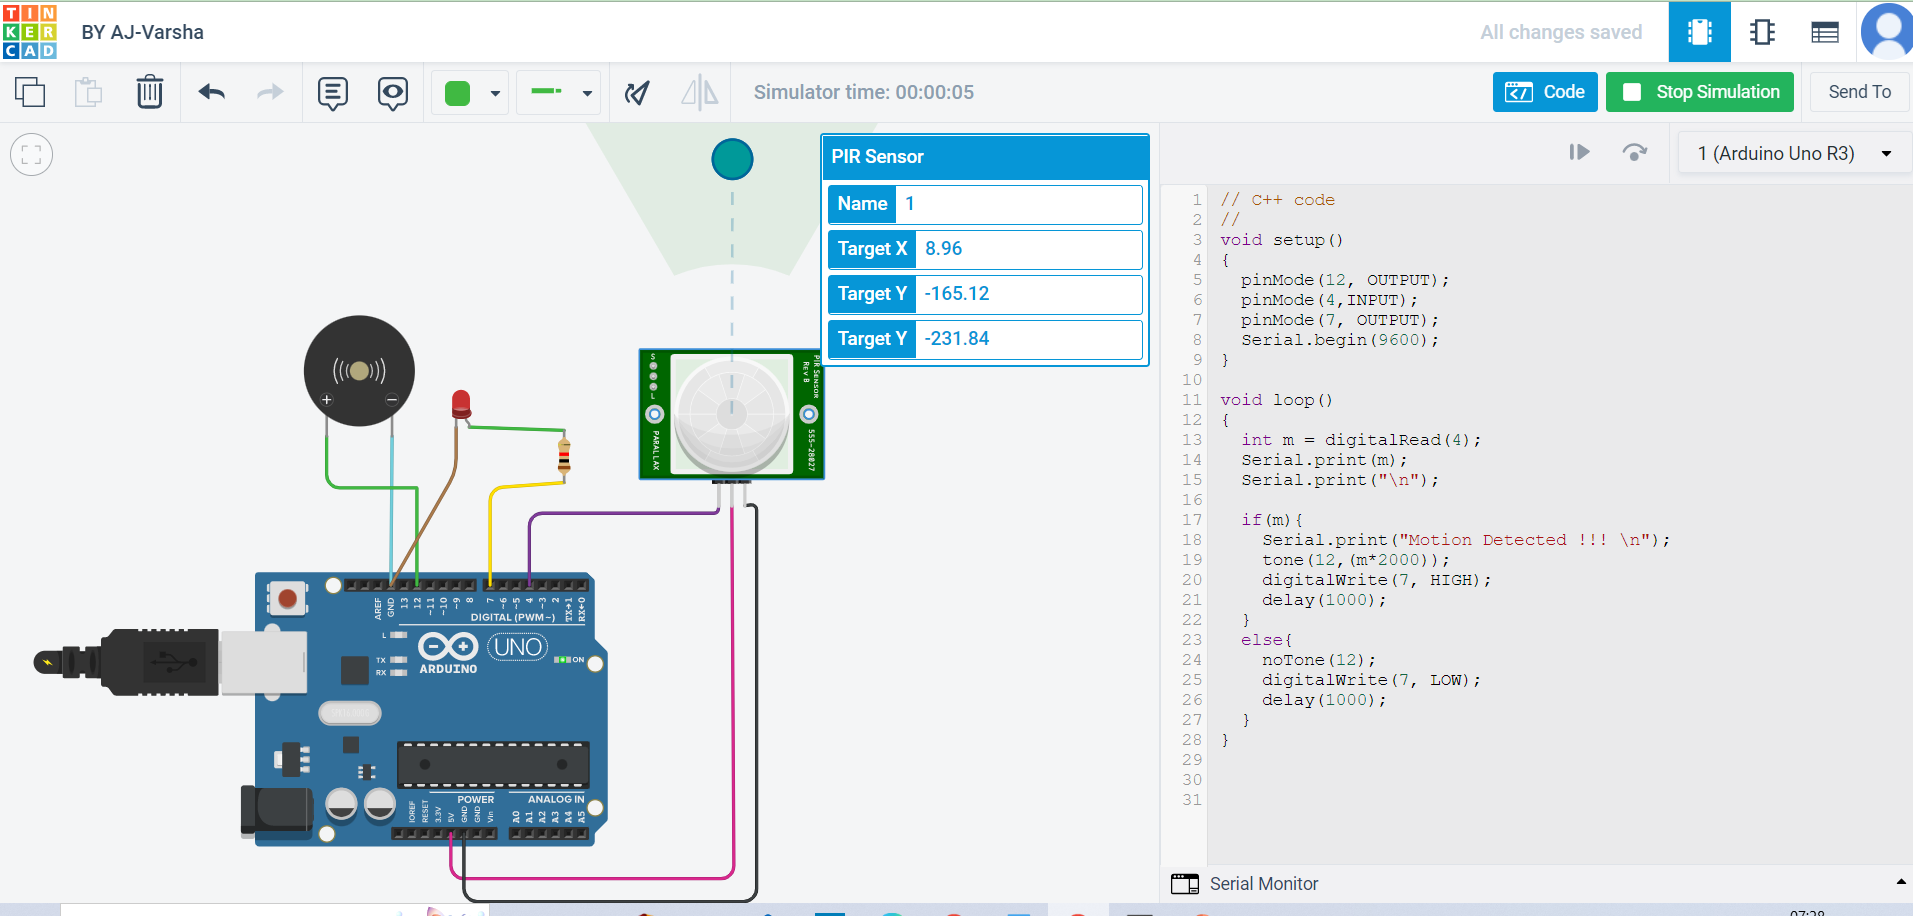 TIN
KER
CAD
BY AJ-Varsha
All changes saved
Simulator time: 00:00:05
Code
Stop Simulation
Send To
PIR Sensor
Name 1
Target X 8.96
Target Y -165.12
Target Y -231.84
1 (Arduino Uno R3)
S
L
PIR SENSOR
REV B
PARALLAX
555-28027
+
−
AREF
GND
13
12
~11
~10
~9
8
7
~6
~5
4
~3
2
TX→1
RX←0
DIGITAL (PWM~)
L
TX
RX
ARDUINO
UNO
ON
POWER
ANALOG IN
IOREF
RESET
3.3V
5V
GND
GND
Vin
A0
A1
A2
A3
A4
A5
1 // C++ code
2 //
3 void setup()
4 {
5 pinMode(12, OUTPUT);
6 pinMode(4,INPUT);
7 pinMode(7, OUTPUT);
8 Serial.begin(9600);
9 }
10
11 void loop()
12 {
13 int m = digitalRead(4);
14 Serial.print(m);
15 Serial.print("\n");
16
17 if(m){
18 Serial.print("Motion Detected !!! \n");
19 tone(12,(m*2000));
20 digitalWrite(7, HIGH);
21 delay(1000);
22 }
23 else{
24 noTone(12);
25 digitalWrite(7, LOW);
26 delay(1000);
27 }
28 }
29
30
31
Serial Monitor